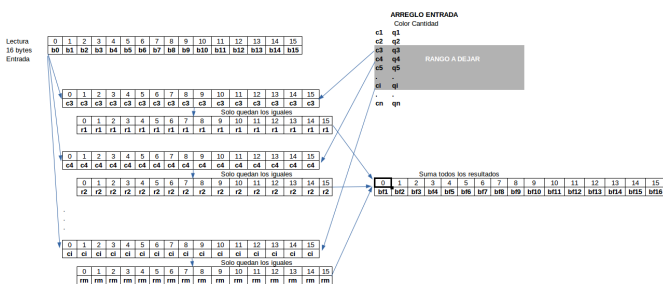 ARREGLO ENTRADA
Color Cantidad
c1 q1
c2 q2
c3 q3
c4 q4
c5 q5
. .
ci qi
. .
cn qn
RANGO A DEJAR
Lectura
16 bytes
Entrada
0 1 2 3 4 5 6 7 8 9 10 11 12 13 14 15
b0 b1 b2 b3 b4 b5 b6 b7 b8 b9 b10 b11 b12 b13 b14 b15
0 1 2 3 4 5 6 7 8 9 10 11 12 13 14 15
c3 c3 c3 c3 c3 c3 c3 c3 c3 c3 c3 c3 c3 c3 c3 c3
Solo quedan los iguales
0 1 2 3 4 5 6 7 8 9 10 11 12 13 14 15
r1 r1 r1 r1 r1 r1 r1 r1 r1 r1 r1 r1 r1 r1 r1 r1
0 1 2 3 4 5 6 7 8 9 10 11 12 13 14 15
c4 c4 c4 c4 c4 c4 c4 c4 c4 c4 c4 c4 c4 c4 c4 c4
Solo quedan los iguales
0 1 2 3 4 5 6 7 8 9 10 11 12 13 14 15
r2 r2 r2 r2 r2 r2 r2 r2 r2 r2 r2 r2 r2 r2 r2 r2
Suma todos los resultados
0 1 2 3 4 5 6 7 8 9 10 11 12 13 14 15
bf1 bf2 bf3 bf4 bf5 bf6 bf7 bf8 bf9 bf10 bf11 bf12 bf13 bf14 bf15 bf16
.
.
.
0 1 2 3 4 5 6 7 8 9 10 11 12 13 14 15
ci ci ci ci ci ci ci ci ci ci ci ci ci ci ci ci
Solo quedan los iguales
0 1 2 3 4 5 6 7 8 9 10 11 12 13 14 15
rm rm rm rm rm rm rm rm rm rm rm rm rm rm rm rm